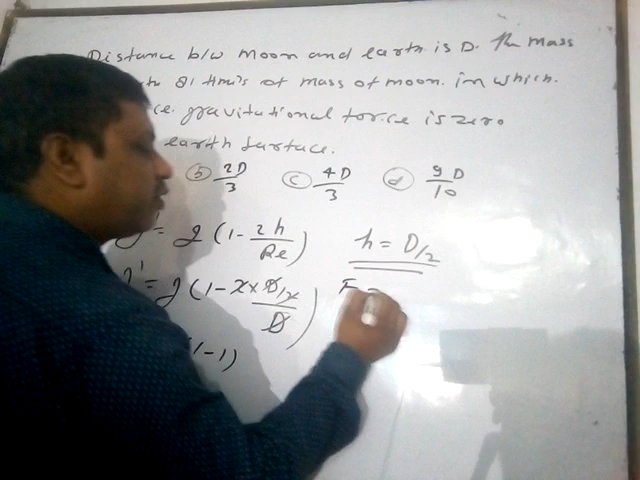 Distance b/w Moon and earth is D. The Mass
81 times of mass of moon. in which
ce. gravitational force is zero
earth surface.
(b) 2D/3 (c) 4D/3 (d) 9D/10
g' = g (1 - 2h/Re) h = D/2
g' = g (1 - 2 × D/2 / D) F =
(1 - 1)